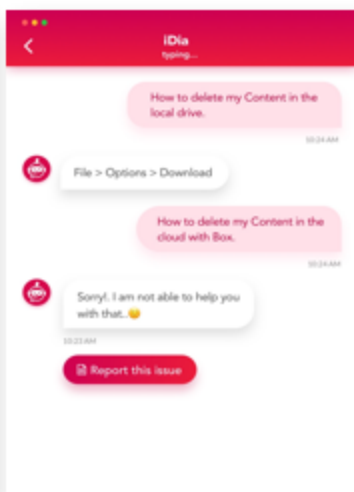 iDia
typing...
How to delete my Content in the
local drive.
10:24 AM
File > Options > Download
How to delete my Content in the
cloud with Box.
10:24 AM
Sorry!. I am not able to help you
with that..😄
10:23 AM
Report this issue